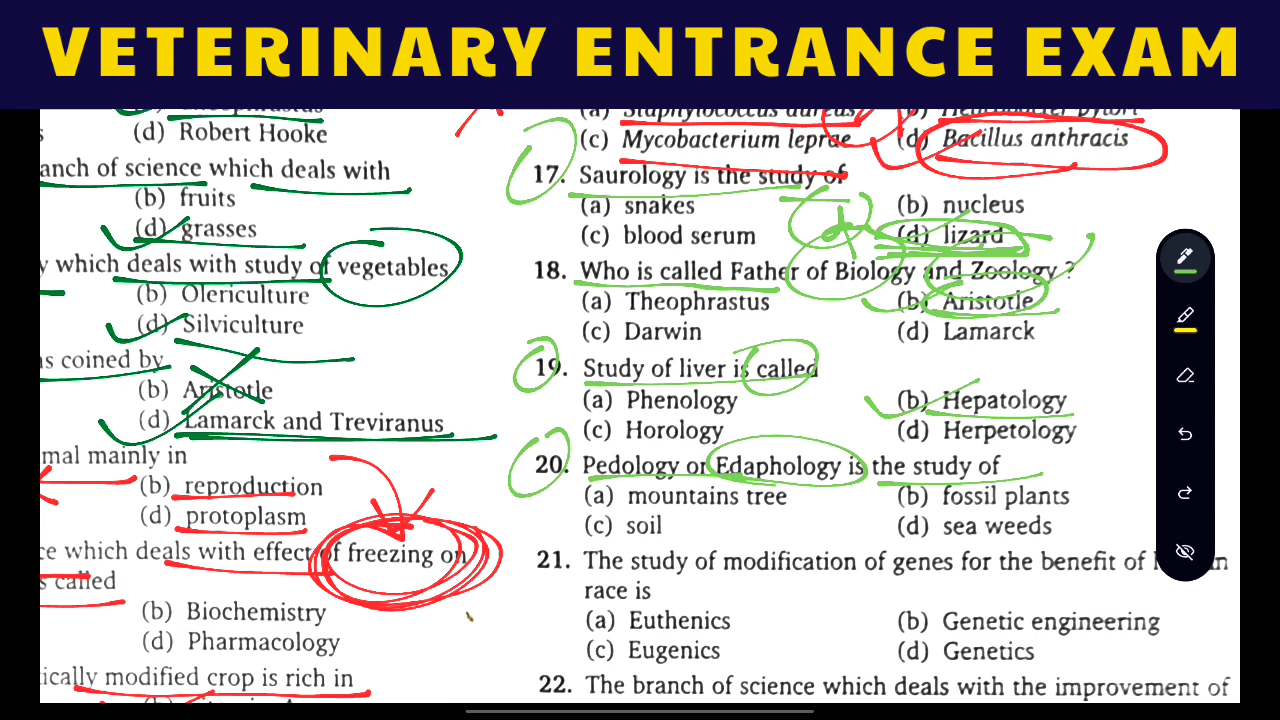 VETERINARY ENTRANCE EXAM
(d) Robert Hooke
anch of science which deals with
(b) fruits
(d) grasses
y which deals with study of vegetables
(b) Olericulture
(d) Silviculture
as coined by
(b) Aristotle
(d) Lamarck and Treviranus
mal mainly in
(b) reproduction
(d) protoplasm
ce which deals with effect of freezing on
s called
(b) Biochemistry
(d) Pharmacology
ically modified crop is rich in
(a) Staphylococcus aureus (b) Helicobacter pylori
(c) Mycobacterium leprae (d) Bacillus anthracis
17. Saurology is the study of
(a) snakes (b) nucleus
(c) blood serum (d) lizard
18. Who is called Father of Biology and Zoology ?
(a) Theophrastus (b) Aristotle
(c) Darwin (d) Lamarck
19. Study of liver is called
(a) Phenology (b) Hepatology
(c) Horology (d) Herpetology
20. Pedology or Edaphology is the study of
(a) mountains tree (b) fossil plants
(c) soil (d) sea weeds
21. The study of modification of genes for the benefit of
race is
(a) Euthenics (b) Genetic engineering
(c) Eugenics (d) Genetics
22. The branch of science which deals with the improvement of